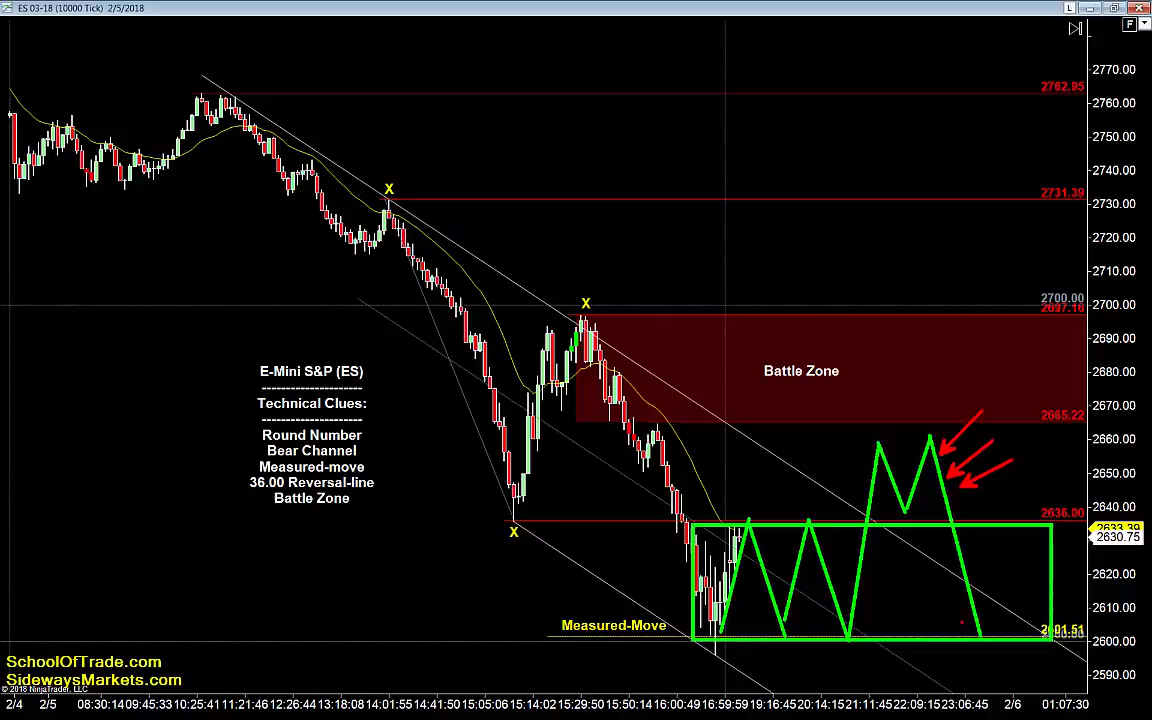 ES 03-18 (10000 Tick) 2/5/2018
L
F
2770.00
2762.95
2760.00
2750.00
2740.00
X
2731.39
2730.00
2720.00
2710.00
2700.00
2700.00
X
2697.16
2690.00
E-Mini S&P (ES)
--------------------
Technical Clues:
--------------------
Round Number
Bear Channel
Measured-move
36.00 Reversal-line
Battle Zone
Battle Zone
2680.00
2670.00
2665.22
2660.00
2650.00
2640.00
2636.00
X
2633.39
2630.75
2620.00
2610.00
Measured-Move
2601.51
2600.00
2590.00
SchoolOfTrade.com
SidewaysMarkets.com
© 2018 NinjaTrader, LLC
2/4 2/5 08:30:14 09:45:33 10:25:41 11:21:46 12:26:44 13:18:08 14:01:55 14:41:50 15:05:06 15:14:02 15:29:50 15:50:14 16:00:49 16:59:59 19:16:45 20:14:15 21:11:45 22:09:15 23:06:45 2/6 01:07:30